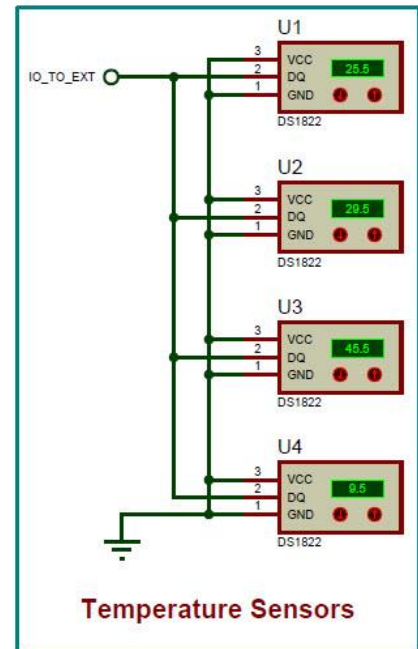 U1
3 VCC 25.5
IO_TO_EXT 2 DQ
1 GND
DS1822
U2
3 VCC 29.5
2 DQ
1 GND
DS1822
U3
3 VCC 45.5
2 DQ
1 GND
DS1822
U4
3 VCC 9.5
2 DQ
1 GND
DS1822
Temperature Sensors